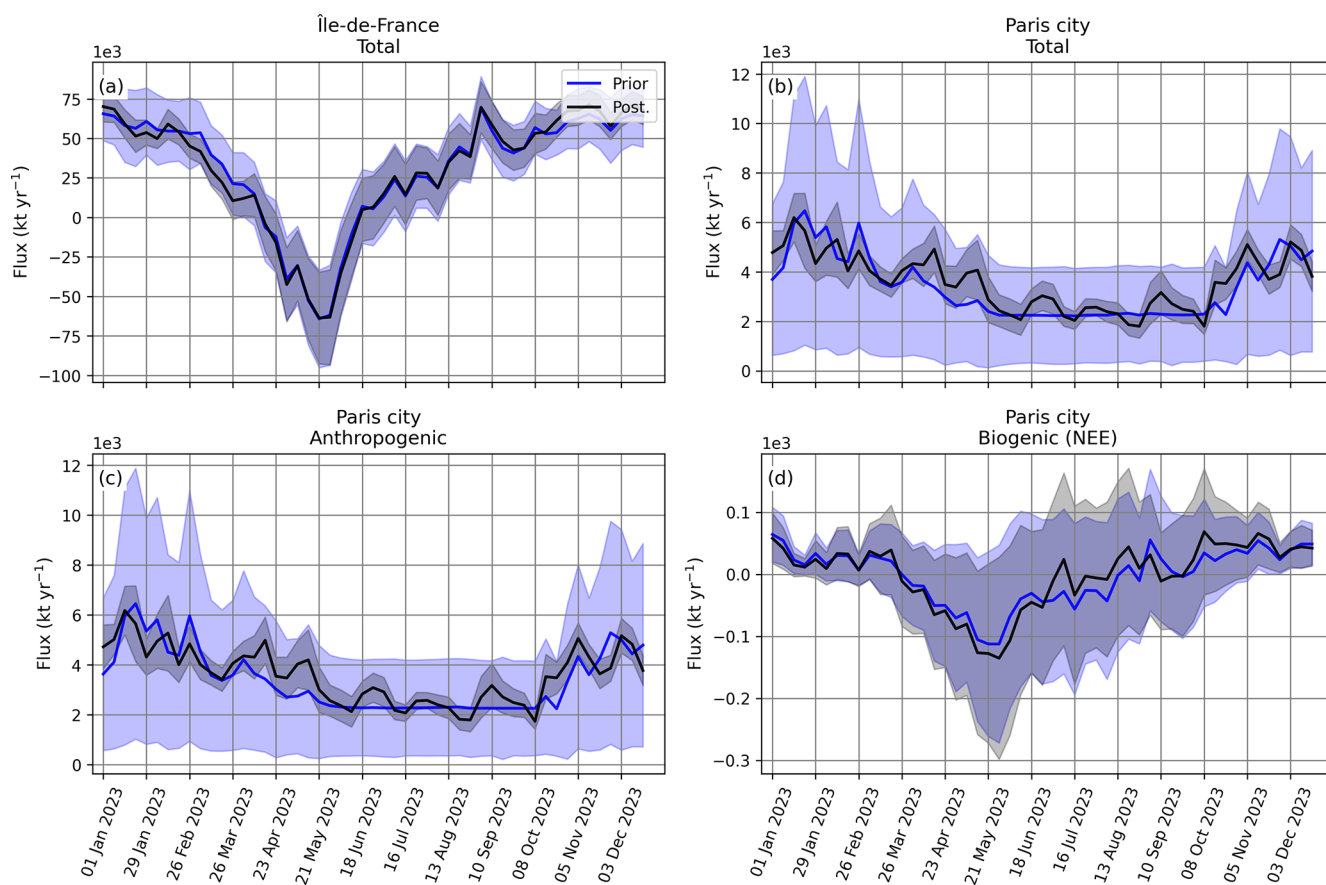 Île-de-France
Total
1e3
(a)
Prior
Post.
75
50
25
0
−25
−50
−75
−100
Flux (kt yr⁻¹)
Paris city
Total
1e3
(b)
12
10
8
6
4
2
0
Flux (kt yr⁻¹)
Paris city
Anthropogenic
1e3
(c)
12
10
8
6
4
2
0
Flux (kt yr⁻¹)
01 Jan 2023
29 Jan 2023
26 Feb 2023
26 Mar 2023
23 Apr 2023
21 May 2023
18 Jun 2023
16 Jul 2023
13 Aug 2023
10 Sep 2023
08 Oct 2023
05 Nov 2023
03 Dec 2023
Paris city
Biogenic (NEE)
1e3
(d)
0.1
0.0
−0.1
−0.2
−0.3
Flux (kt yr⁻¹)
01 Jan 2023
29 Jan 2023
26 Feb 2023
26 Mar 2023
23 Apr 2023
21 May 2023
18 Jun 2023
16 Jul 2023
13 Aug 2023
10 Sep 2023
08 Oct 2023
05 Nov 2023
03 Dec 2023